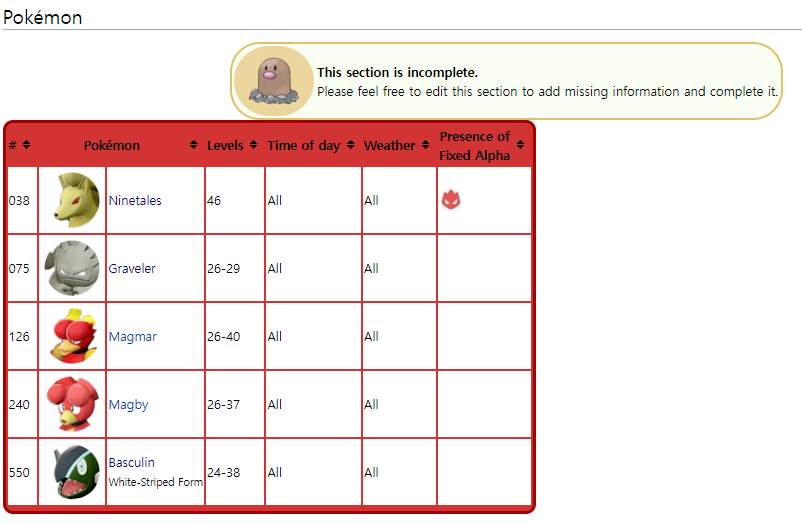 Pokémon
This section is incomplete.
Please feel free to edit this section to add missing information and complete it.
# Pokémon Levels Time of day Weather Presence of
Fixed Alpha
038 Ninetales 46 All All
075 Graveler 26-29 All All
126 Magmar 26-40 All All
240 Magby 26-37 All All
550 Basculin 24-38 All All
White-Striped Form